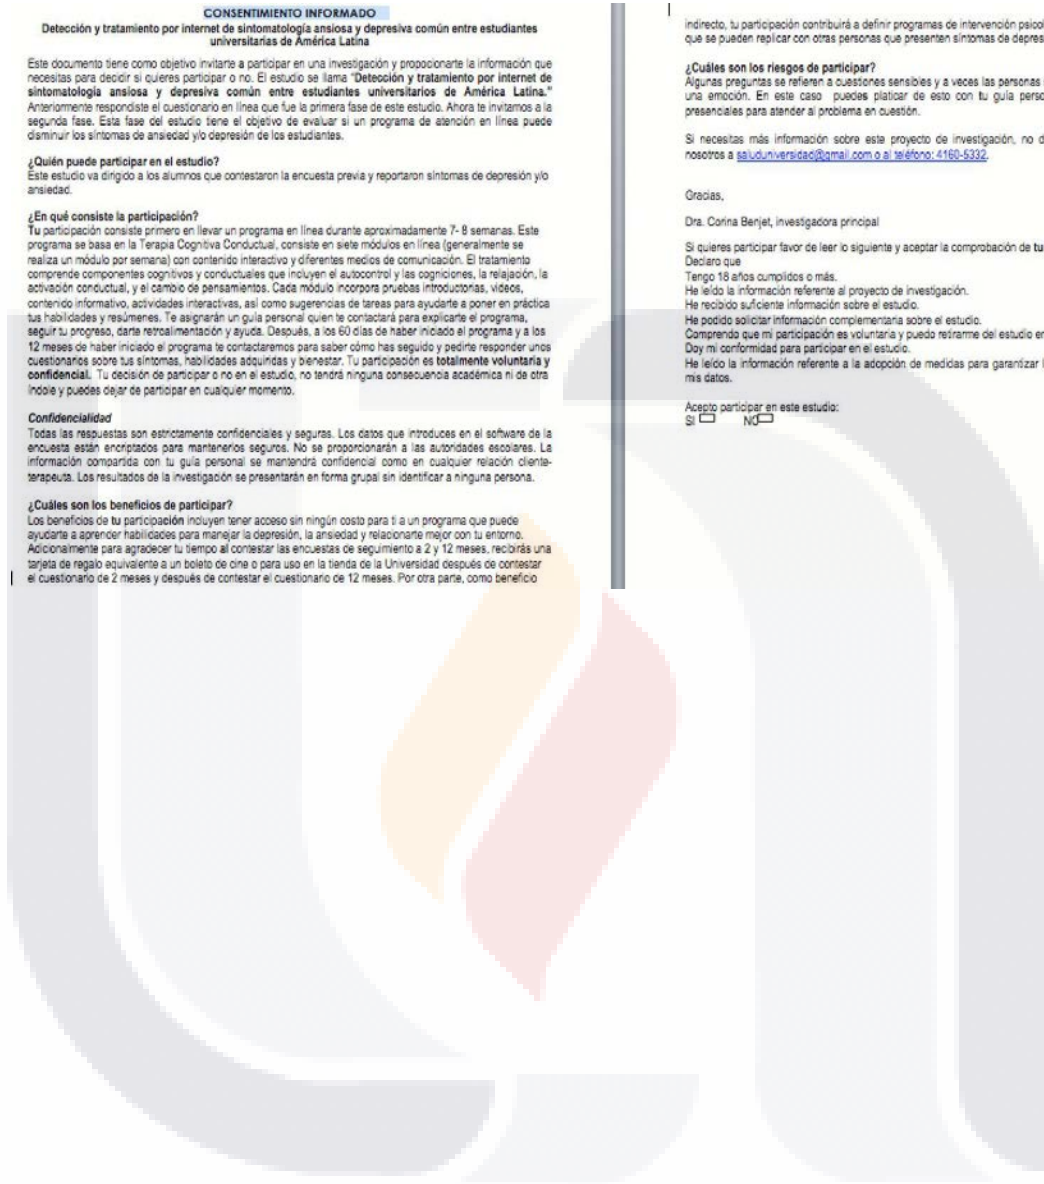 CONSENTIMIENTO INFORMADO
Detección y tratamiento por internet de sintomatología ansiosa y depresiva común entre estudiantes
universitarias de América Latina
Este documento tiene como objetivo invitarte a participar en una investigación y propocionarte la información que
necesitas para decidir si quieres participar o no. El estudio se llama "Detección y tratamiento por internet de
sintomatología ansiosa y depresiva común entre estudiantes universitarios de América Latina."
Anteriormente respondiste el cuestionario en línea que fue la primera fase de este estudio. Ahora te invitamos a la
segunda fase. Esta fase del estudio tiene el objetivo de evaluar si un programa de atención en línea puede
disminuir los síntomas de ansiedad y/o depresión de los estudiantes.
¿Quién puede participar en el estudio?
Este estudio va dirigido a los alumnos que contestaron la encuesta previa y reportaron síntomas de depresión y/o
ansiedad.
¿En qué consiste la participación?
Tu participación consiste primero en llevar un programa en línea durante aproximadamente 7- 8 semanas. Este
programa se basa en la Terapia Cognitiva Conductual, consiste en siete módulos en línea (generalmente se
realiza un módulo por semana) con contenido interactivo y diferentes medios de comunicación. El tratamiento
comprende componentes cognitivos y conductuales que incluyen el autocontrol y las cogniciones, la relajación, la
activación conductual, y el cambio de pensamientos. Cada módulo incorpora pruebas introductorias, videos,
contenido informativo, actividades interactivas, así como sugerencias de tareas para ayudarte a poner en práctica
tus habilidades y resúmenes. Te asignarán un guía personal quien te contactará para explicarte el programa,
seguir tu progreso, darte retroalimentación y ayuda. Después, a los 60 días de haber iniciado el programa y a los
12 meses de haber iniciado el programa te contactaremos para saber cómo has seguido y pedirte responder unos
cuestionarios sobre tus síntomas, habilidades adquiridas y bienestar. Tu participación es totalmente voluntaria y
confidencial. Tu decisión de participar o no en el estudio, no tendrá ninguna consecuencia académica ni de otra
índole y puedes dejar de participar en cualquier momento.
Confidencialidad
Todas las respuestas son estrictamente confidenciales y seguras. Los datos que introduces en el software de la
encuesta están encriptados para mantenerlos seguros. No se proporcionarán a las autoridades escolares. La
información compartida con tu guía personal se mantendrá confidencial como en cualquier relación cliente-
terapeuta. Los resultados de la investigación se presentarán en forma grupal sin identificar a ninguna persona.
¿Cuáles son los beneficios de participar?
Los beneficios de tu participación incluyen tener acceso sin ningún costo para ti a un programa que puede
ayudarte a aprender habilidades para manejar la depresión, la ansiedad y relacionarte mejor con tu entorno.
Adicionalmente para agradecer tu tiempo al contestar las encuestas de seguimiento a 2 y 12 meses, recibirás una
tarjeta de regalo equivalente a un boleto de cine o para uso en la tienda de la Universidad después de contestar
el cuestionario de 2 meses y después de contestar el cuestionario de 12 meses. Por otra parte, como beneficio
indirecto, tu participación contribuirá a definir programas de intervención psicol
que se pueden replicar con otras personas que presenten síntomas de depres
¿Cuáles son los riesgos de participar?
Algunas preguntas se refieren a cuestiones sensibles y a veces las personas
una emoción. En este caso puedes platicar de esto con tu guía perso
presenciales para atender al problema en cuestión.
Si necesitas más información sobre este proyecto de investigación, no d
nosotros a saluduniversidad@gmail.com o al teléfono: 4160-5332.
Gracias,
Dra. Corina Benjet, investigadora principal
Si quieres participar favor de leer lo siguiente y aceptar la comprobación de tu
Declaro que
Tengo 18 años cumplidos o más.
He leído la información referente al proyecto de investigación.
He recibido suficiente información sobre el estudio.
He podido solicitar información complementaria sobre el estudio.
Comprendo que mi participación es voluntaria y puedo retirarme del estudio en
Doy mi conformidad para participar en el estudio.
He leído la información referente a la adopción de medidas para garantizar l
mis datos.
Acepto participar en este estudio:
SI NO